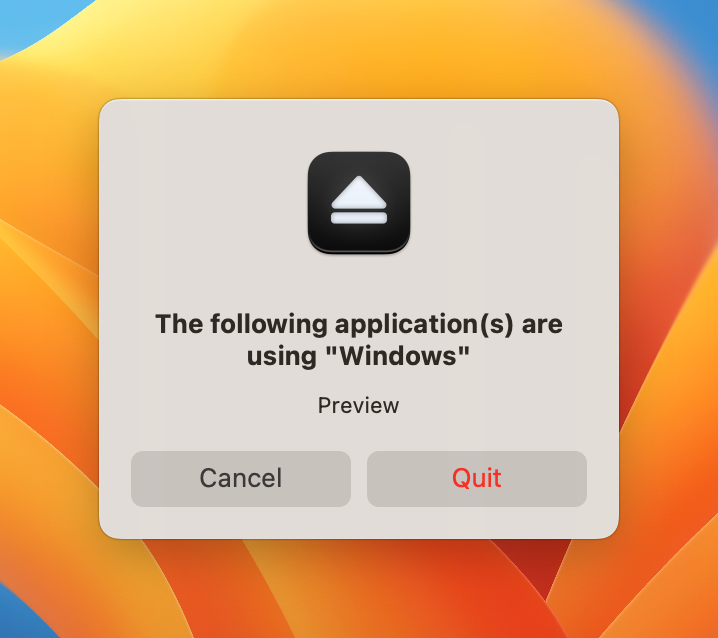 The following application(s) are
using "Windows"
Preview
Cancel
Quit